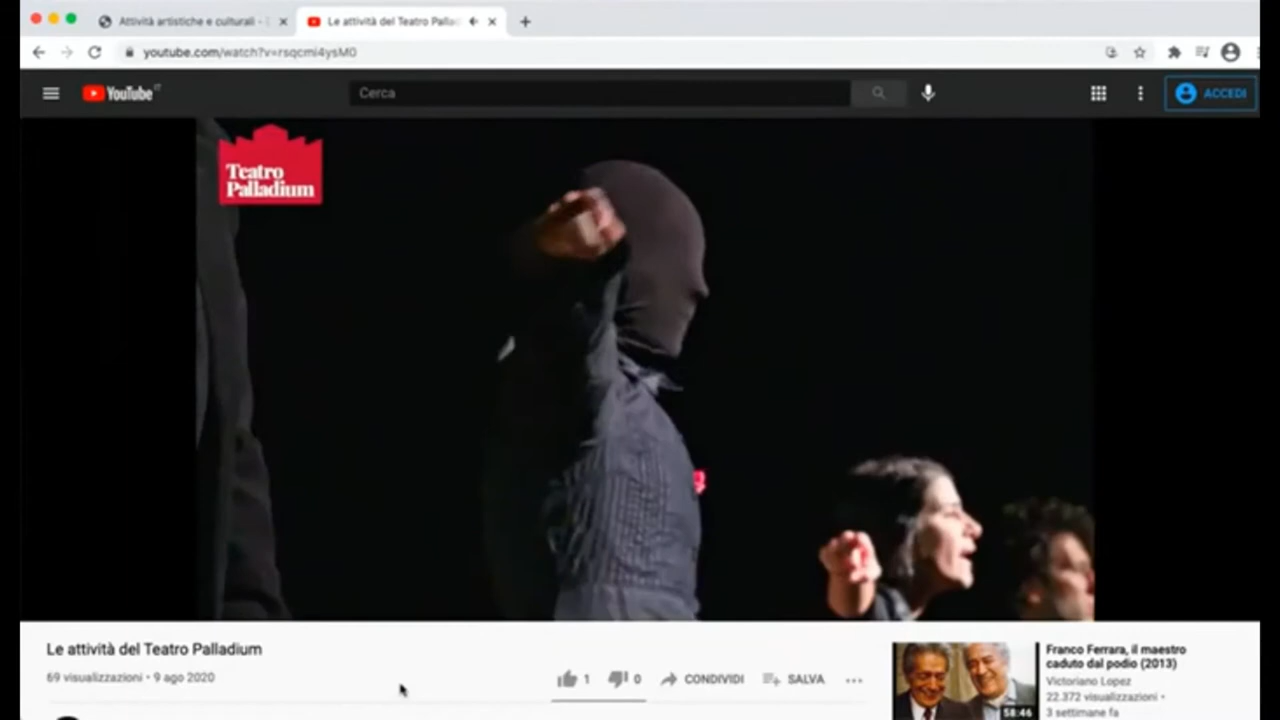 Attività artistiche e culturali -
Le attività del Teatro Pallad
youtube.com/watch?v=rsqcmi4ysM0
YouTube IT
Cerca
ACCEDI
Teatro
Palladium
Le attività del Teatro Palladium
69 visualizzazioni • 9 ago 2020
1
0
CONDIVIDI
SALVA
Franco Ferrara, il maestro
caduto dal podio (2013)
Victoriano Lopez
22.372 visualizzazioni •
3 settimane fa
58:46